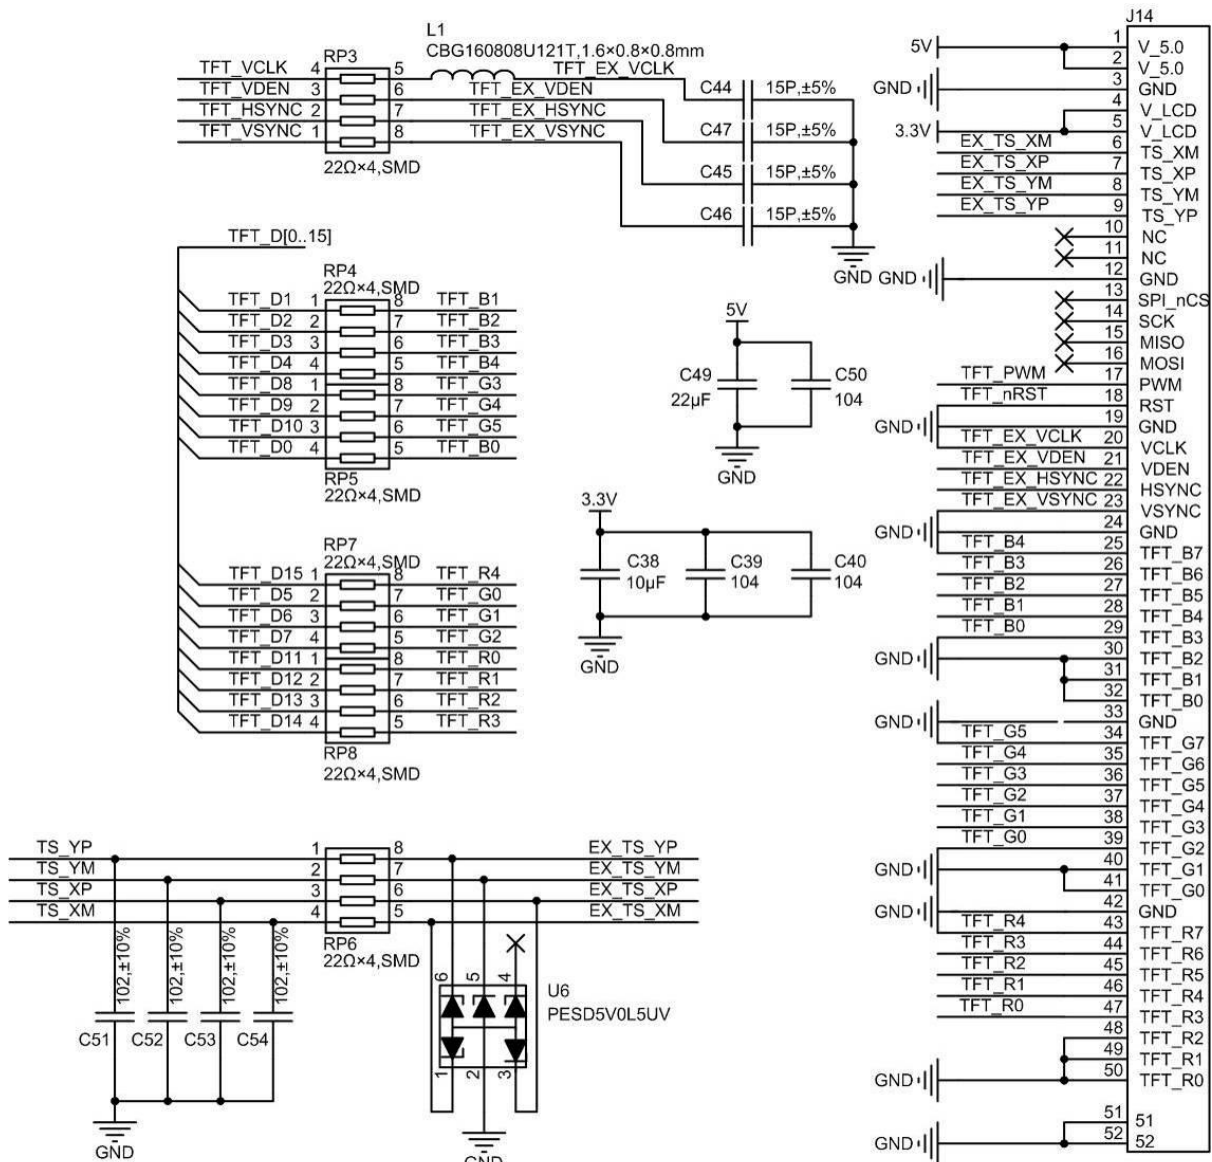 L1
CBG160808U121T,1.6×0.8×0.8mm
RP3
TFT_VCLK 4 5 TFT_EX_VCLK
TFT_VDEN 3 6 TFT_EX_VDEN
TFT_HSYNC 2 7 TFT_EX_HSYNC
TFT_VSYNC 1 8 TFT_EX_VSYNC
22Ω×4,SMD
C44 15P,±5%
C47 15P,±5%
C45 15P,±5%
C46 15P,±5%
GND
TFT_D[0..15]
RP4
22Ω×4,SMD
TFT_D1 1 8 TFT_B1
TFT_D2 2 7 TFT_B2
TFT_D3 3 6 TFT_B3
TFT_D4 4 5 TFT_B4
TFT_D8 1 8 TFT_G3
TFT_D9 2 7 TFT_G4
TFT_D10 3 6 TFT_G5
TFT_D0 4 5 TFT_B0
RP5
22Ω×4,SMD
5V
C49 C50
22μF 104
GND
3.3V
C38 C39 C40
10μF 104 104
GND
RP7
22Ω×4,SMD
TFT_D15 1 8 TFT_R4
TFT_D5 2 7 TFT_G0
TFT_D6 3 6 TFT_G1
TFT_D7 4 5 TFT_G2
TFT_D11 1 8 TFT_R0
TFT_D12 2 7 TFT_R1
TFT_D13 3 6 TFT_R2
TFT_D14 4 5 TFT_R3
RP8
22Ω×4,SMD
TS_YP 1 8 EX_TS_YP
TS_YM 2 7 EX_TS_YM
TS_XP 3 6 EX_TS_XP
TS_XM 4 5 EX_TS_XM
RP6
22Ω×4,SMD
102,±10% 102,±10% 102,±10% 102,±10%
C51 C52 C53 C54
GND
6 5 4
U6
PESD5V0L5UV
1 2 3
GND
J14
5V 1 V_5.0
2 V_5.0
GND 3 GND
4 V_LCD
3.3V 5 V_LCD
EX_TS_XM 6 TS_XM
EX_TS_XP 7 TS_XP
EX_TS_YM 8 TS_YM
EX_TS_YP 9 TS_YP
10 NC
11 NC
GND 12 GND
13 SPI_nCS
14 SCK
15 MISO
16 MOSI
TFT_PWM 17 PWM
TFT_nRST 18 RST
GND 19 GND
TFT_EX_VCLK 20 VCLK
TFT_EX_VDEN 21 VDEN
TFT_EX_HSYNC 22 HSYNC
TFT_EX_VSYNC 23 VSYNC
GND 24 GND
TFT_B4 25 TFT_B7
TFT_B3 26 TFT_B6
TFT_B2 27 TFT_B5
TFT_B1 28 TFT_B4
TFT_B0 29 TFT_B3
GND 30 TFT_B2
31 TFT_B1
32 TFT_B0
GND 33 GND
TFT_G5 34 TFT_G7
TFT_G4 35 TFT_G6
TFT_G3 36 TFT_G5
TFT_G2 37 TFT_G4
TFT_G1 38 TFT_G3
TFT_G0 39 TFT_G2
GND 40 TFT_G1
41 TFT_G0
GND 42 GND
TFT_R4 43 TFT_R7
TFT_R3 44 TFT_R6
TFT_R2 45 TFT_R5
TFT_R1 46 TFT_R4
TFT_R0 47 TFT_R3
48 TFT_R2
49 TFT_R1
GND 50 TFT_R0
51 51
GND 52 52